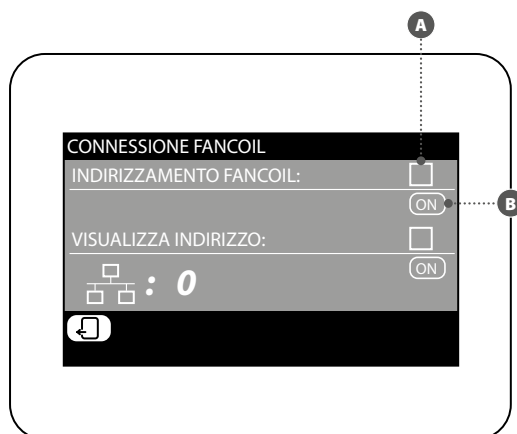 A
CONNESSIONE FANCOIL
INDIRIZZAMENTO FANCOIL:
ON
B
VISUALIZZA INDIRIZZO:
ON
: 0